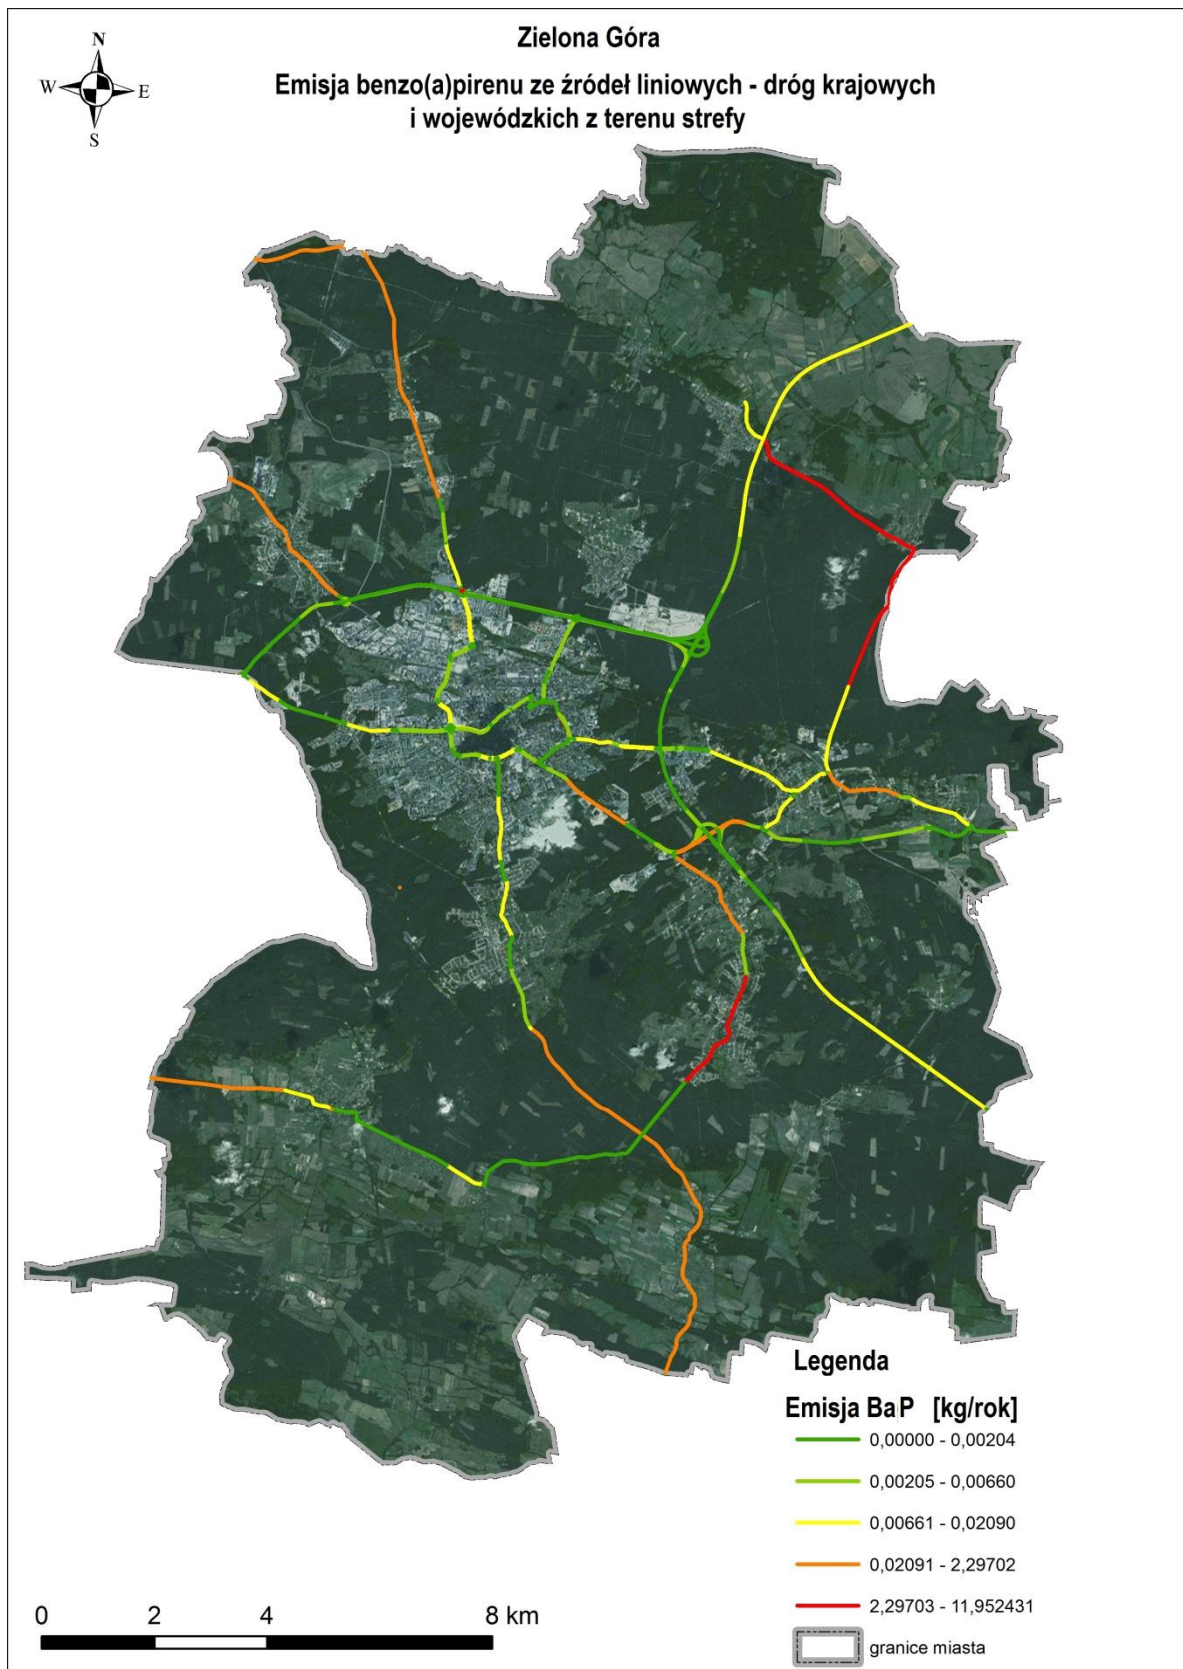 Zielona Góra
Emisja benzo(a)pirenu ze źródeł liniowych - dróg krajowych
i wojewódzkich z terenu strefy
N
W E
S
Legenda
Emisja BaP [kg/rok]
0,00000 - 0,00204
0,00205 - 0,00660
0,00661 - 0,02090
0,02091 - 2,29702
2,29703 - 11,952431
granice miasta
0 2 4 8 km